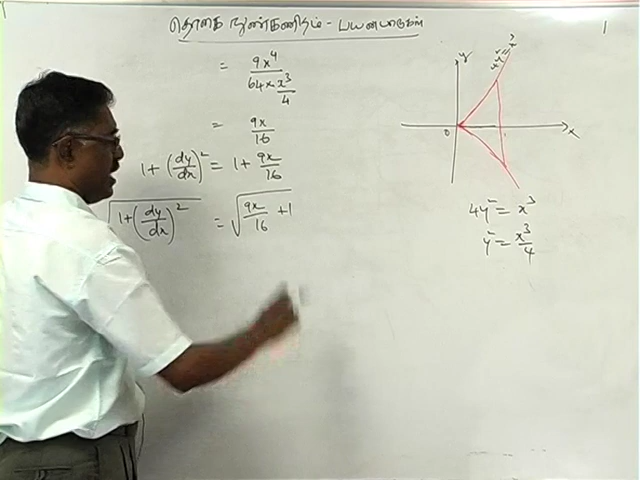 தொகை நுண்கணிதம் - பயன்பாடுகள்
1
= 9x⁴ / 64 × x³/4
= 9x/16
1 + (dy/dx)² = 1 + 9x/16
√(1 + (dy/dx)²) = √(9x/16 + 1)
y
4y² = x³
0
1
x
4y² = x³
y² = x³/4